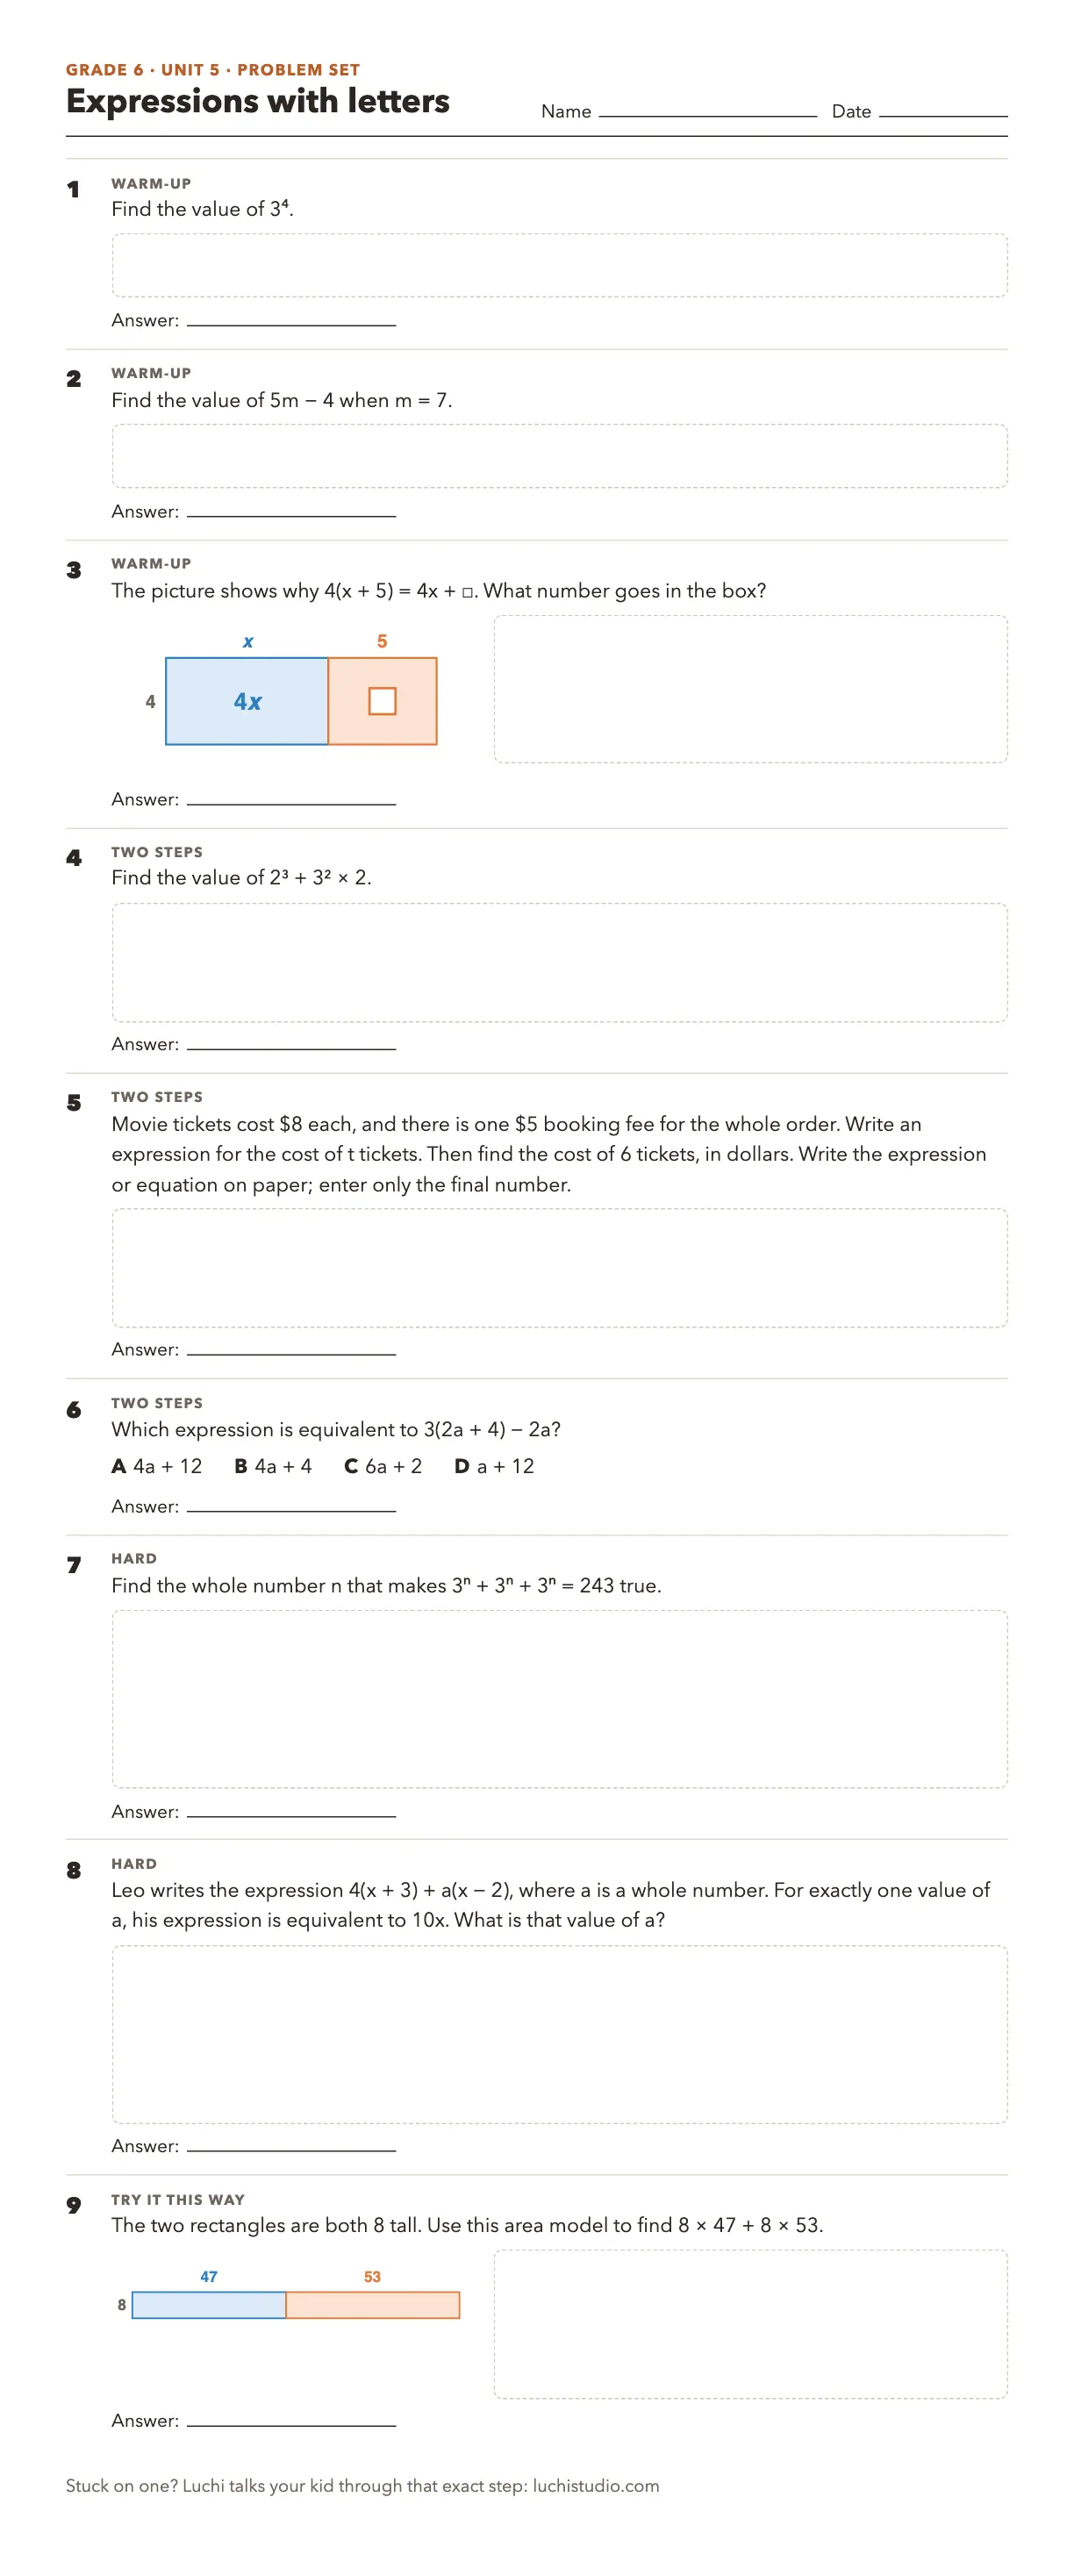 GRADE 6 · UNIT 5 · PROBLEM SET
Expressions with letters
Name
Date
1
WARM-UP
Find the value of 3⁴.
Answer:
2
WARM-UP
Find the value of 5m − 4 when m = 7.
Answer:
3
WARM-UP
The picture shows why 4(x + 5) = 4x + □. What number goes in the box?
x 5
4 4x
Answer:
4
TWO STEPS
Find the value of 2³ + 3² × 2.
Answer:
5
TWO STEPS
Movie tickets cost $8 each, and there is one $5 booking fee for the whole order. Write an
expression for the cost of t tickets. Then find the cost of 6 tickets, in dollars. Write the expression
or equation on paper; enter only the final number.
Answer:
6
TWO STEPS
Which expression is equivalent to 3(2a + 4) − 2a?
A 4a + 12 B 4a + 4 C 6a + 2 D a + 12
Answer:
7
HARD
Find the whole number n that makes 3ⁿ + 3ⁿ + 3ⁿ = 243 true.
Answer:
8
HARD
Leo writes the expression 4(x + 3) + a(x − 2), where a is a whole number. For exactly one value of
a, his expression is equivalent to 10x. What is that value of a?
Answer:
9
TRY IT THIS WAY
The two rectangles are both 8 tall. Use this area model to find 8 × 47 + 8 × 53.
47 53
8
Answer:
Stuck on one? Luchi talks your kid through that exact step: luchistudio.com